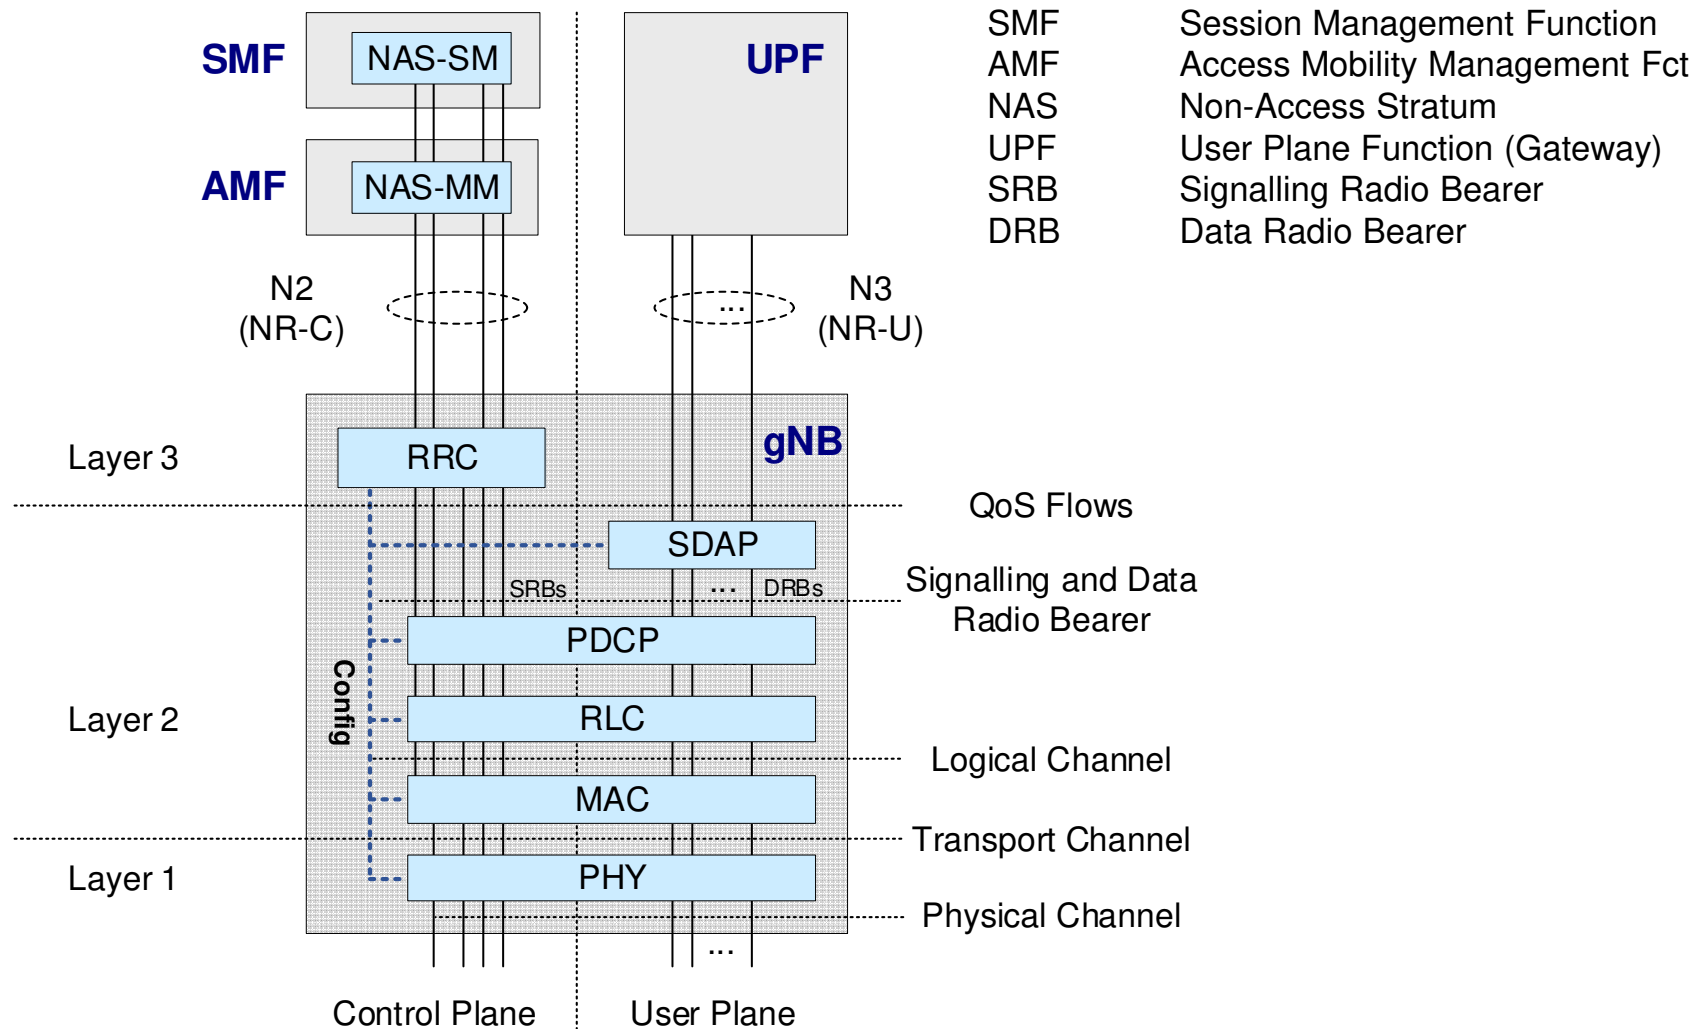 SMF
NAS-SM
UPF
AMF
NAS-MM
SMF Session Management Function
AMF Access Mobility Management Fct
NAS Non-Access Stratum
UPF User Plane Function (Gateway)
SRB Signalling Radio Bearer
DRB Data Radio Bearer
N2
(NR-C)
...
N3
(NR-U)
gNB
Layer 3
RRC
QoS Flows
SDAP
SRBs
... DRBs
Signalling and Data
Radio Bearer
PDCP
Config
Layer 2
RLC
Logical Channel
MAC
Transport Channel
Layer 1
PHY
Physical Channel
...
Control Plane
User Plane